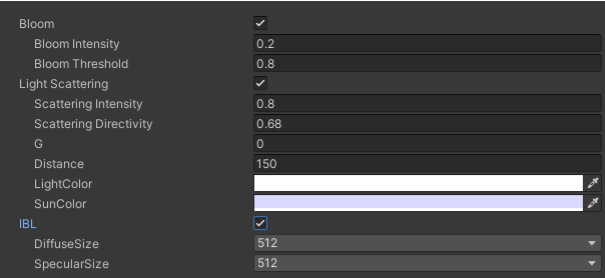 Bloom
Bloom Intensity 0.2
Bloom Threshold 0.8
Light Scattering
Scattering Intensity 0.8
Scattering Directivity 0.68
G 0
Distance 150
LightColor
SunColor
IBL
DiffuseSize 512
SpecularSize 512